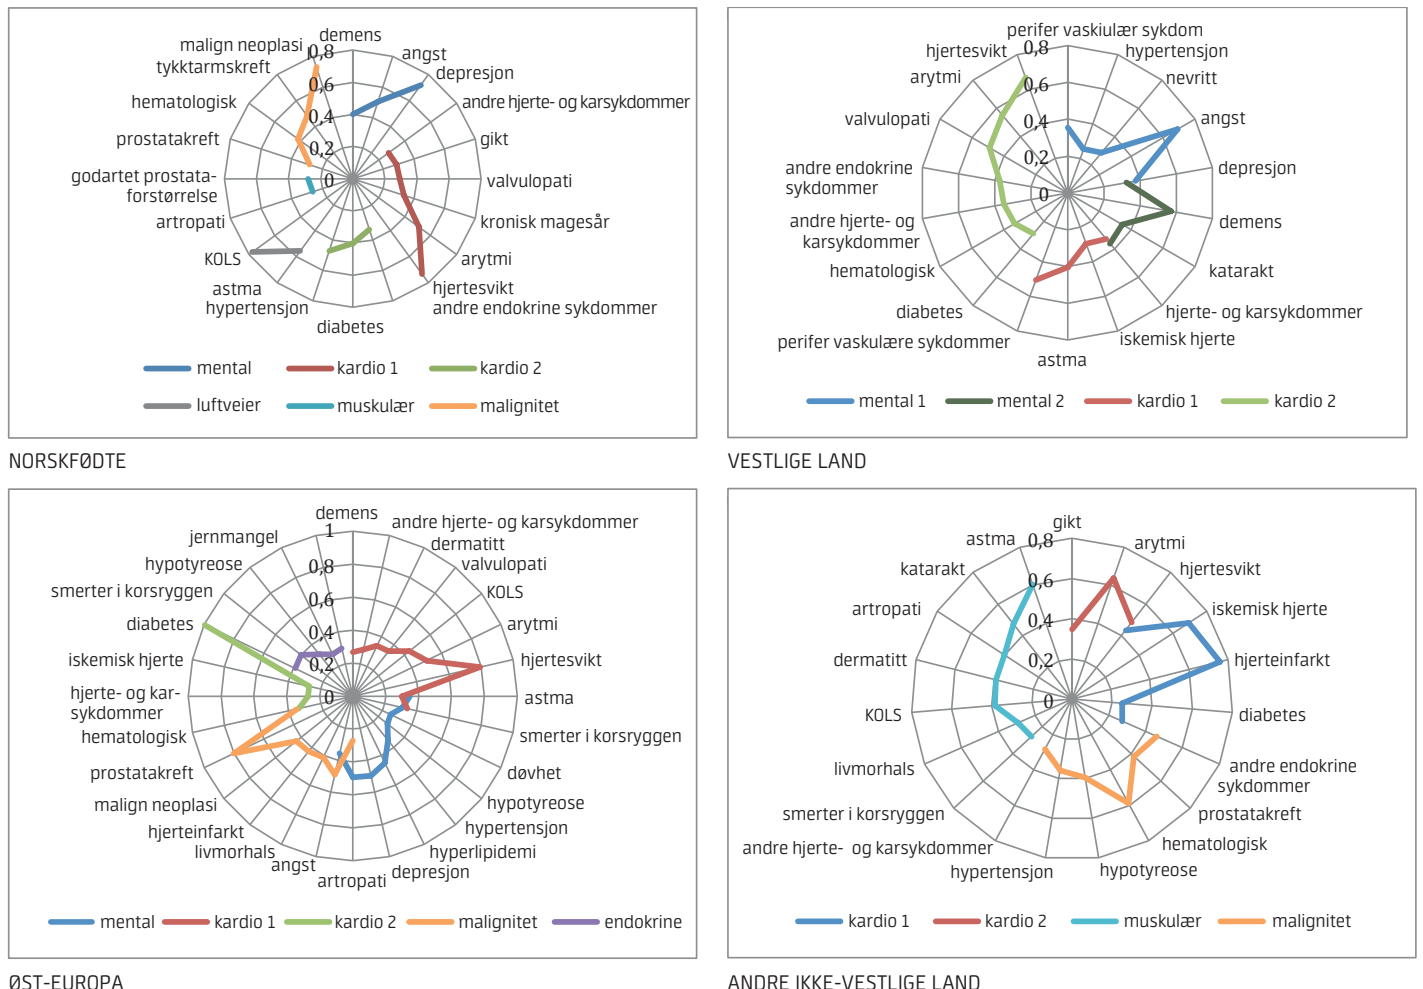 demens
malign neoplasi
angst
0,8
tykktarmskreft
depresjon
0,6
hematologisk
andre hjerte- og karsykdommer
0,4
prostatakreft
gikt
0,2
godartet prostata-
forstørrelse
0
valvulopati
artropati
kronisk magesår
KOLS
arytmi
astma
hjertesvikt
hypertensjon
andre endokrine sykdommer
diabetes
mental
kardio 1
kardio 2
luftveier
muskulær
malignitet
NORSKFØDTE
perifer vaskiulær sykdom
hjertesvikt
0,8
hypertensjon
arytmi
0,6
nevritt
valvulopati
0,4
angst
0,2
andre endokrine
sykdommer
depresjon
0
andre hjerte- og
karsykdommer
demens
hematologisk
katarakt
diabetes
hjerte- og karsykdommer
perifer vaskulære sykdommer
iskemisk hjerte
astma
mental 1
mental 2
kardio 1
kardio 2
VESTLIGE LAND
demens
andre hjerte- og karsykdommer
1
jernmangel
dermatitt
hypotyreose
0,8
valvulopati
smerter i korsryggen
0,6
KOLS
diabetes
0,4
arytmi
iskemisk hjerte
0,2
hjertesvikt
hjerte- og kar-
sykdommer
0
astma
hematologisk
smerter i korsryggen
prostatakreft
døvhet
malign neoplasi
hypotyreose
hjerteinfarkt
hypertensjon
livmorhals
hyperlipidemi
angst
depresjon
artropati
mental
kardio 1
kardio 2
malignitet
endokrine
ØST-EUROPA
gikt
astma
0,8
arytmi
katarakt
0,6
hjertesvikt
artropati
0,4
iskemisk hjerte
dermatitt
0,2
hjerteinfarkt
KOLS
0
diabetes
livmorhals
andre endokrine
sykdommer
smerter i korsryggen
prostatakreft
andre hjerte- og karsykdommer
hematologisk
hypertensjon
hypotyreose
kardio 1
kardio 2
muskulær
malignitet
ANDRE IKKE-VESTLIGE LAND